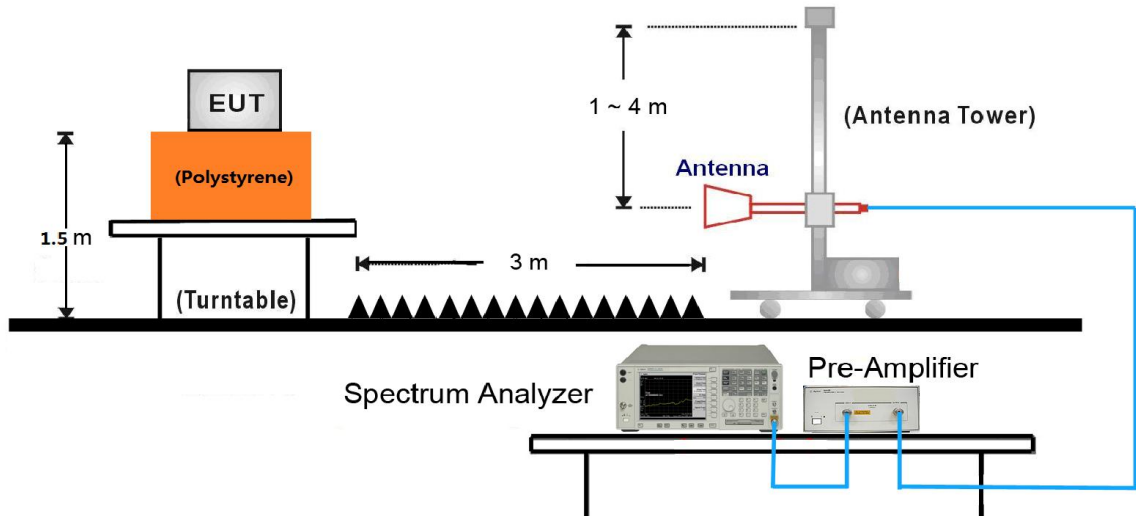 EUT
(Polystyrene)
1.5 m
(Turntable)
3 m
1 ~ 4 m
Antenna
(Antenna Tower)
Spectrum Analyzer
Pre-Amplifier